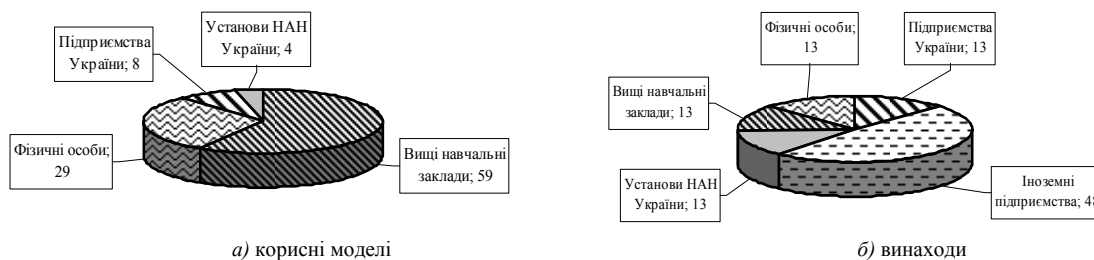 Установи НАН
України; 4
Підприємства
України; 8
Фізичні особи;
29
Вищі навчальні
заклади; 59
а) корисні моделі
Фізичні особи;
13
Підприємства
України; 13
Вищі навчальні
заклади; 13
Установи НАН
України; 13
Іноземні
підприємства; 48
б) винаходи